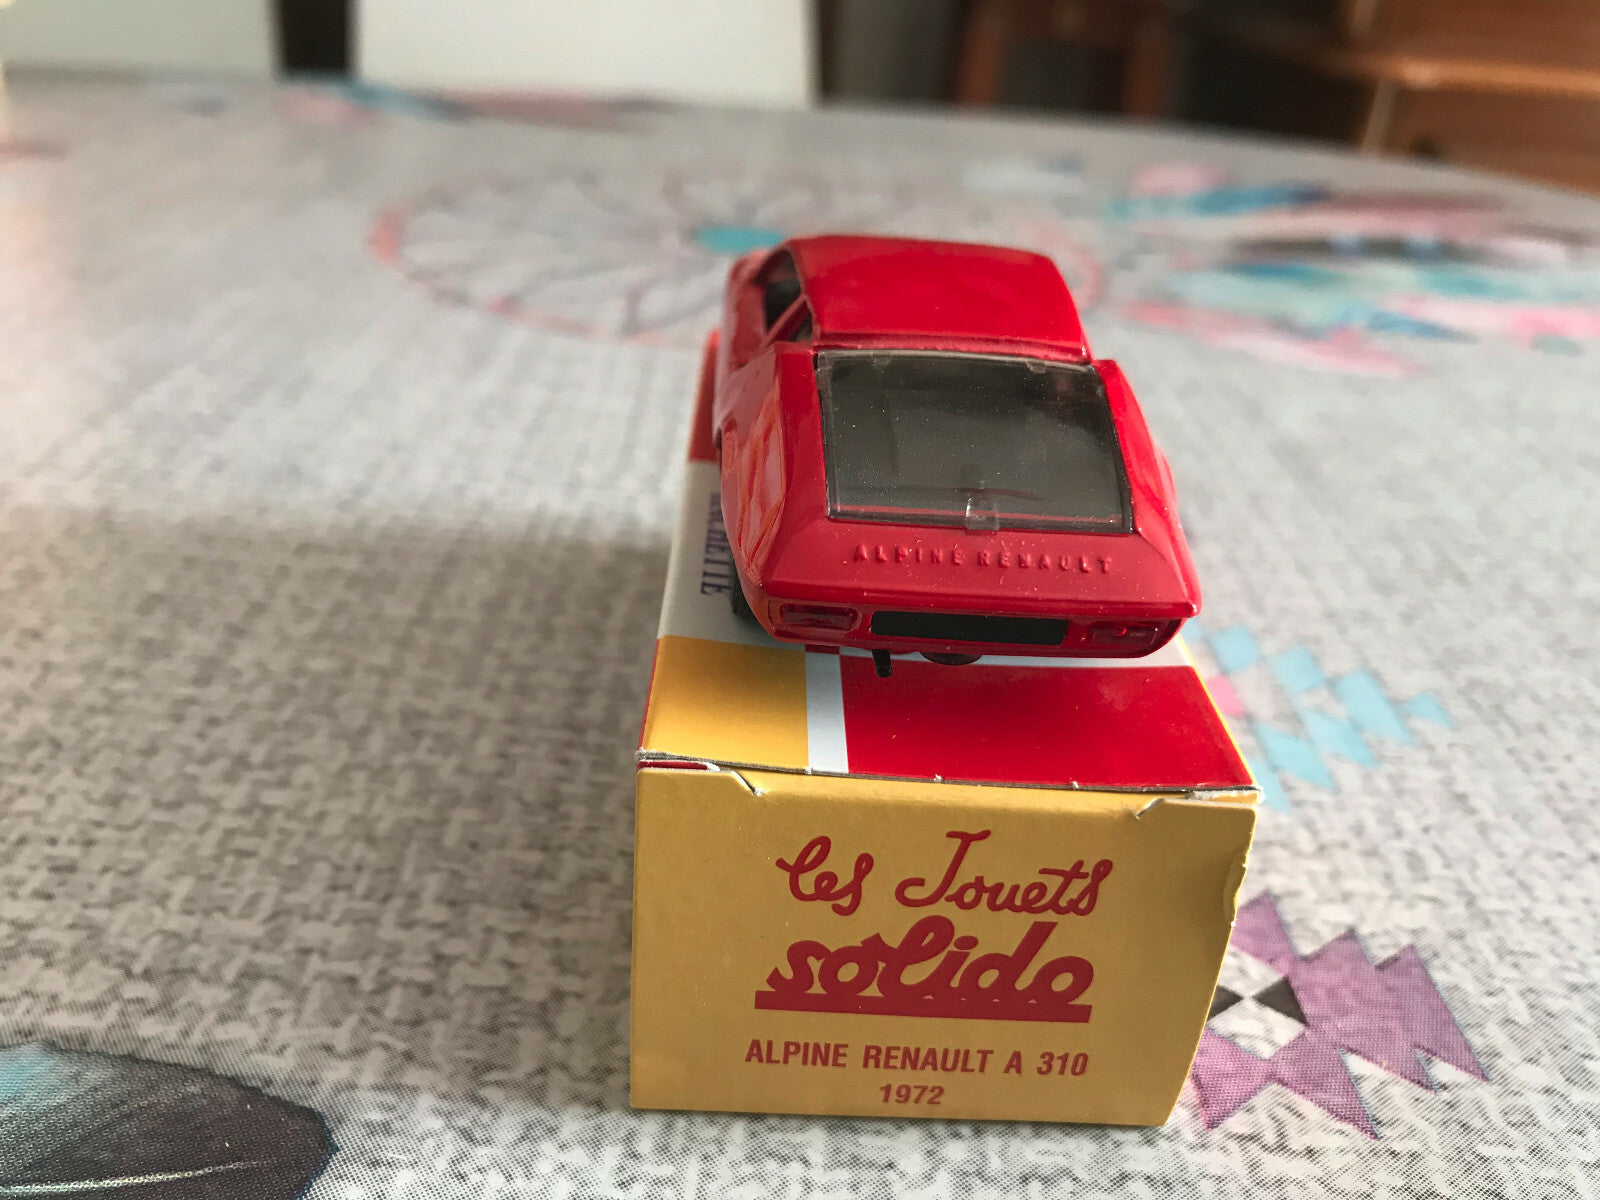 ALPINE RENAULT
les Jouets
solido
ALPINE RENAULT A 310
1972